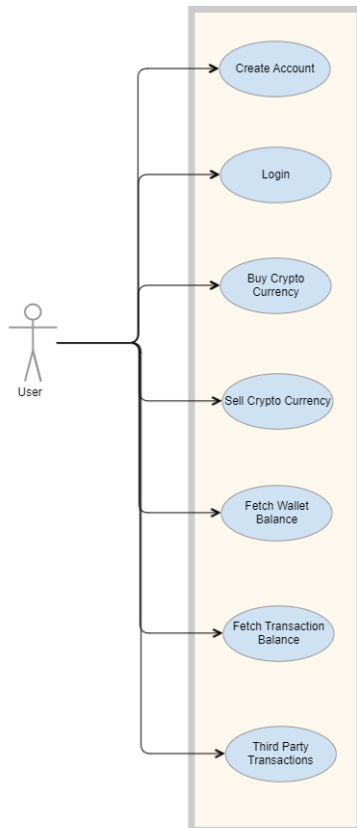 Create Account
Login
Buy Crypto
Currency
User
Sell Crypto Currency
Fetch Wallet
Balance
Fetch Transaction
Balance
Third Party
Transactions